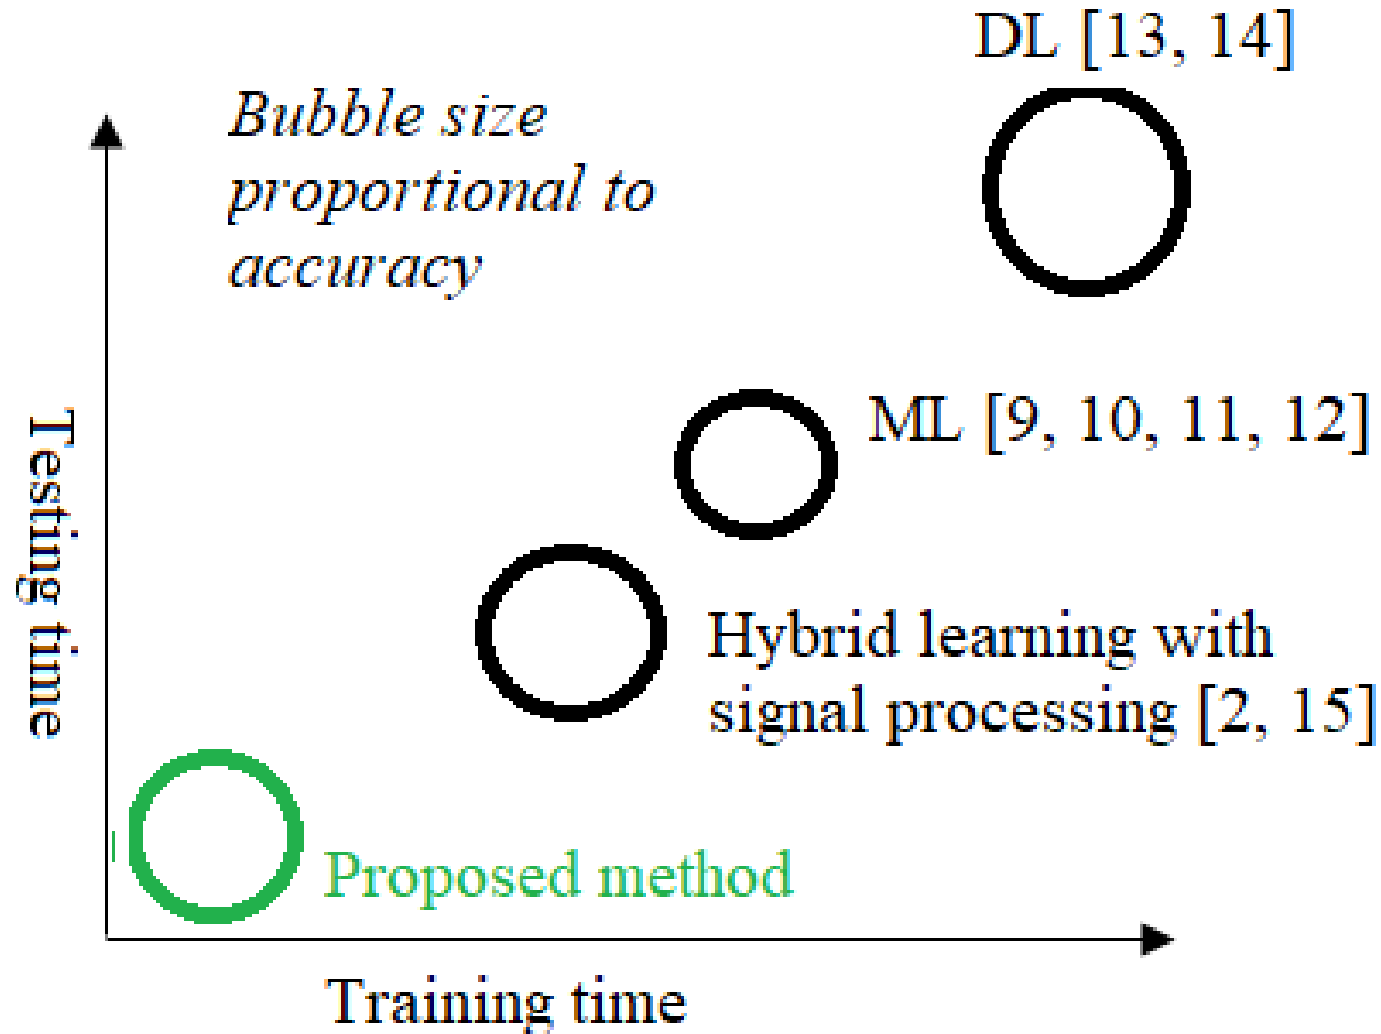 DL [13, 14]
Bubble size
proportional to
accuracy
ML [9, 10, 11, 12]
Testing time
Hybrid learning with
signal processing [2, 15]
Proposed method
Training time